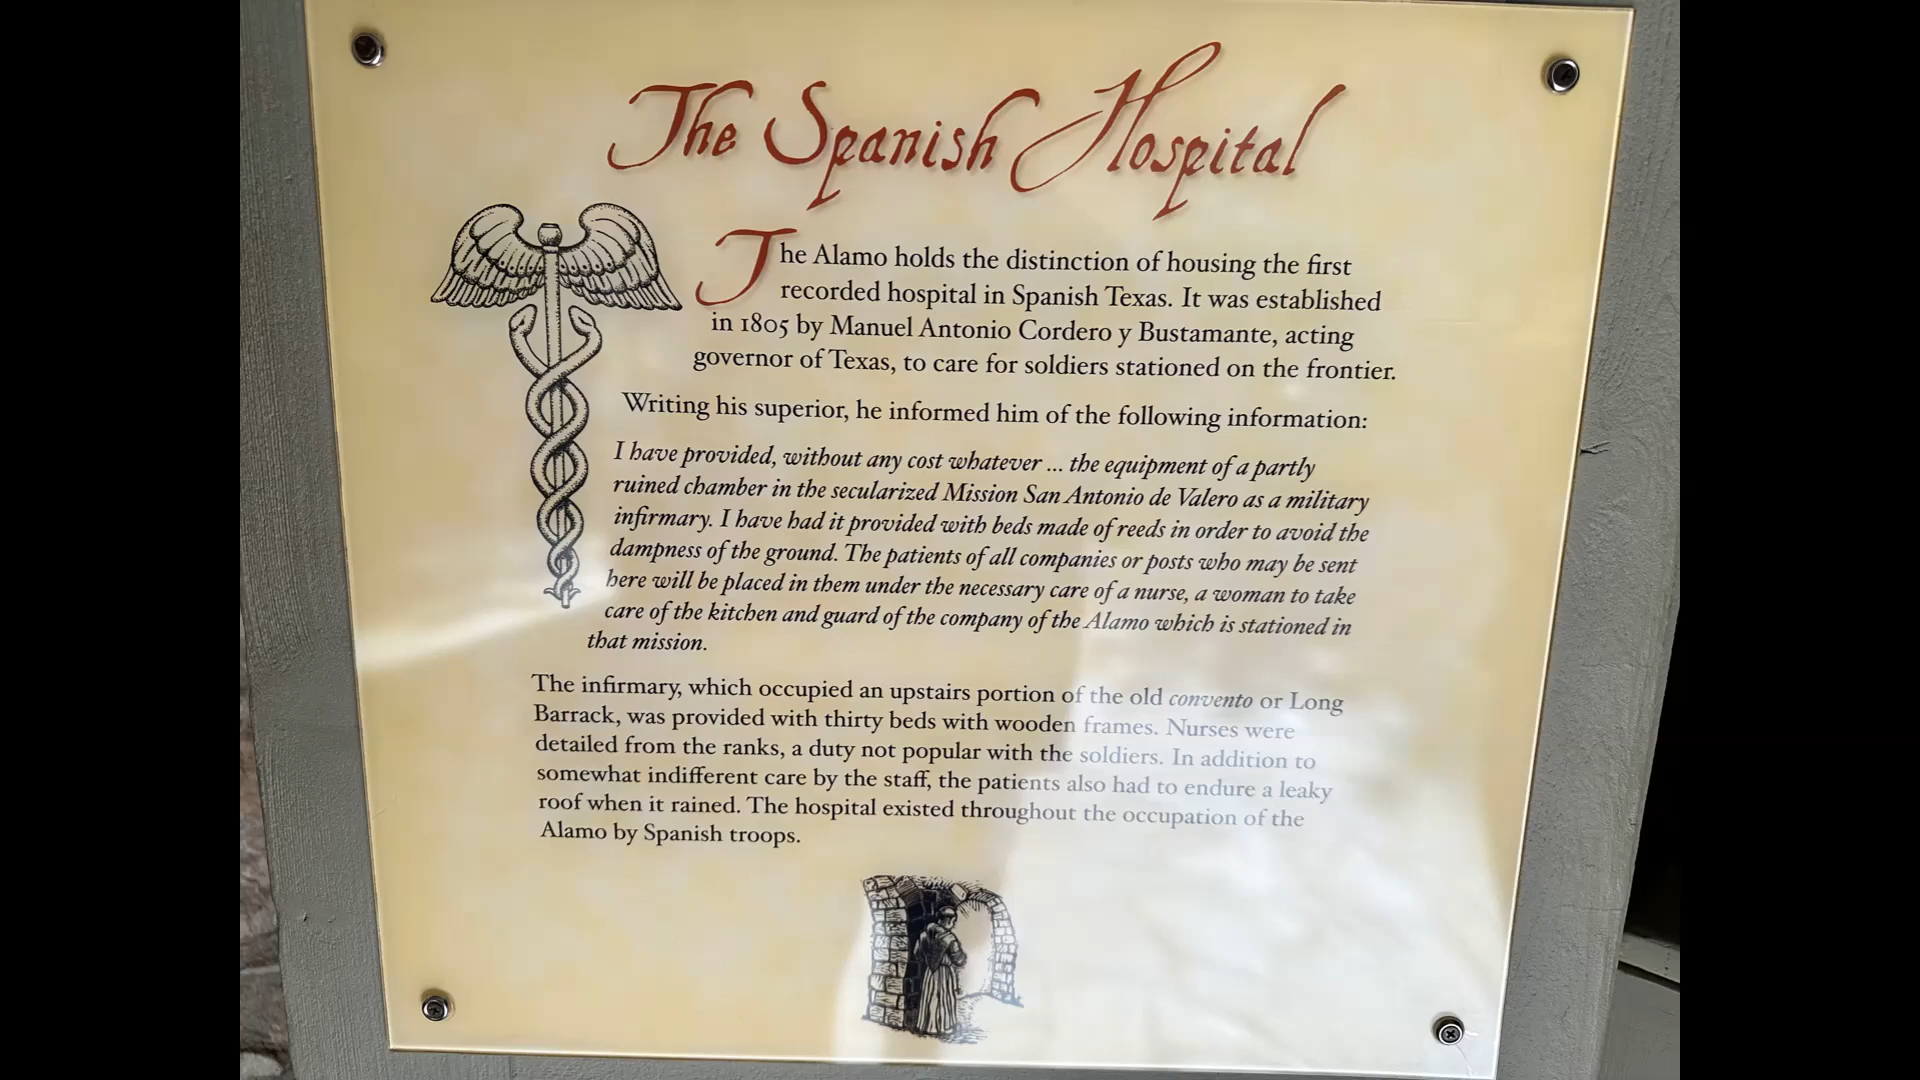 The Spanish Hospital
The Alamo holds the distinction of housing the first
recorded hospital in Spanish Texas. It was established
in 1805 by Manuel Antonio Cordero y Bustamante, acting
governor of Texas, to care for soldiers stationed on the frontier.
Writing his superior, he informed him of the following information:
I have provided, without any cost whatever ... the equipment of a partly
ruined chamber in the secularized Mission San Antonio de Valero as a military
infirmary. I have had it provided with beds made of reeds in order to avoid the
dampness of the ground. The patients of all companies or posts who may be sent
here will be placed in them under the necessary care of a nurse, a woman to take
care of the kitchen and guard of the company of the Alamo which is stationed in
that mission.
The infirmary, which occupied an upstairs portion of the old convento or Long
Barrack, was provided with thirty beds with wooden frames. Nurses were
detailed from the ranks, a duty not popular with the soldiers. In addition to
somewhat indifferent care by the staff, the patients also had to endure a leaky
roof when it rained. The hospital existed throughout the occupation of the
Alamo by Spanish troops.